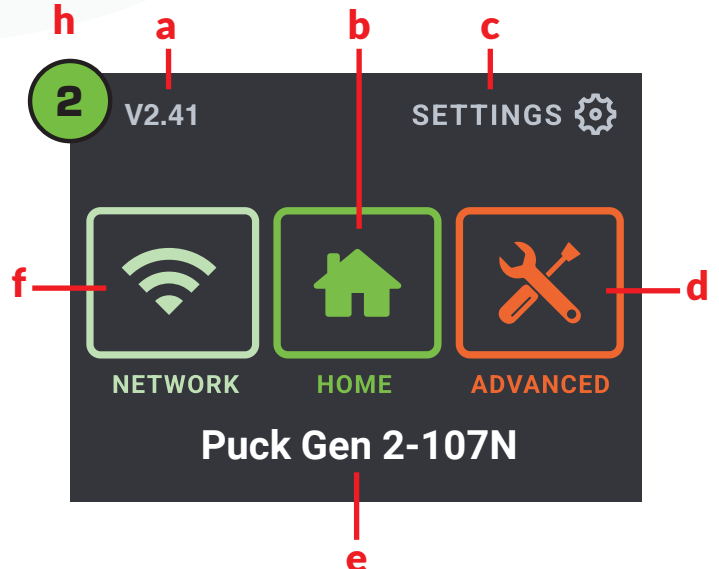 h
a
b
c
2
V2.41
SETTINGS
f
d
NETWORK
HOME
ADVANCED
Puck Gen 2-107N
e